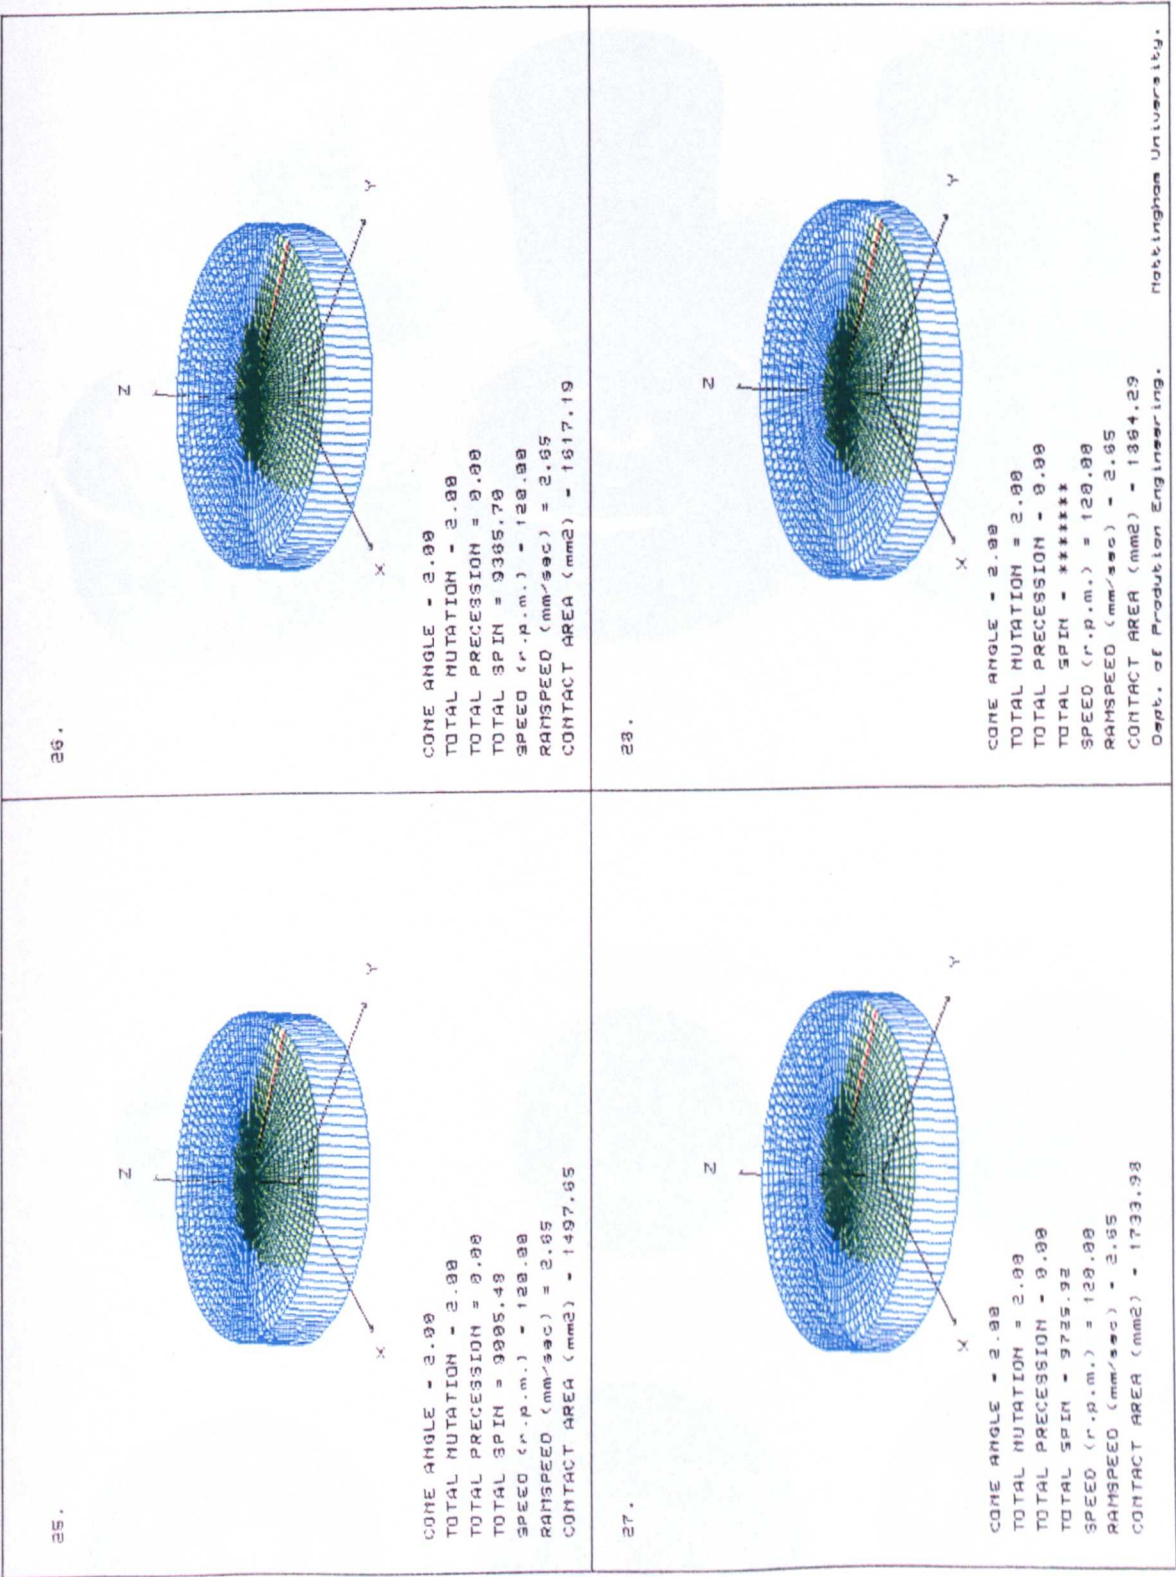 25.
Z
Y
X
CONE ANGLE = 2.00
TOTAL NUTATION = 2.00
TOTAL PRECESSION = 0.00
TOTAL SPIN = 9005.48
SPEED (r.p.m.) = 120.00
RAMSPEED (mm/sec) = 2.65
CONTACT AREA (mm2) = 1497.65
26.
Z
Y
X
CONE ANGLE = 2.00
TOTAL NUTATION = 2.00
TOTAL PRECESSION = 0.00
TOTAL SPIN = 9365.70
SPEED (r.p.m.) = 120.00
RAMSPEED (mm/sec) = 2.65
CONTACT AREA (mm2) = 1617.19
27.
Z
Y
X
CONE ANGLE = 2.00
TOTAL NUTATION = 2.00
TOTAL PRECESSION = 0.00
TOTAL SPIN = 9725.92
SPEED (r.p.m.) = 120.00
RAMSPEED (mm/sec) = 2.65
CONTACT AREA (mm2) = 1733.98
28.
Z
Y
X
CONE ANGLE = 2.00
TOTAL NUTATION = 2.00
TOTAL PRECESSION = 0.00
TOTAL SPIN = *******
SPEED (r.p.m.) = 120.00
RAMSPEED (mm/sec) = 2.65
CONTACT AREA (mm2) = 1864.29
Dept. of Prodution Enginering. Nottingham University.